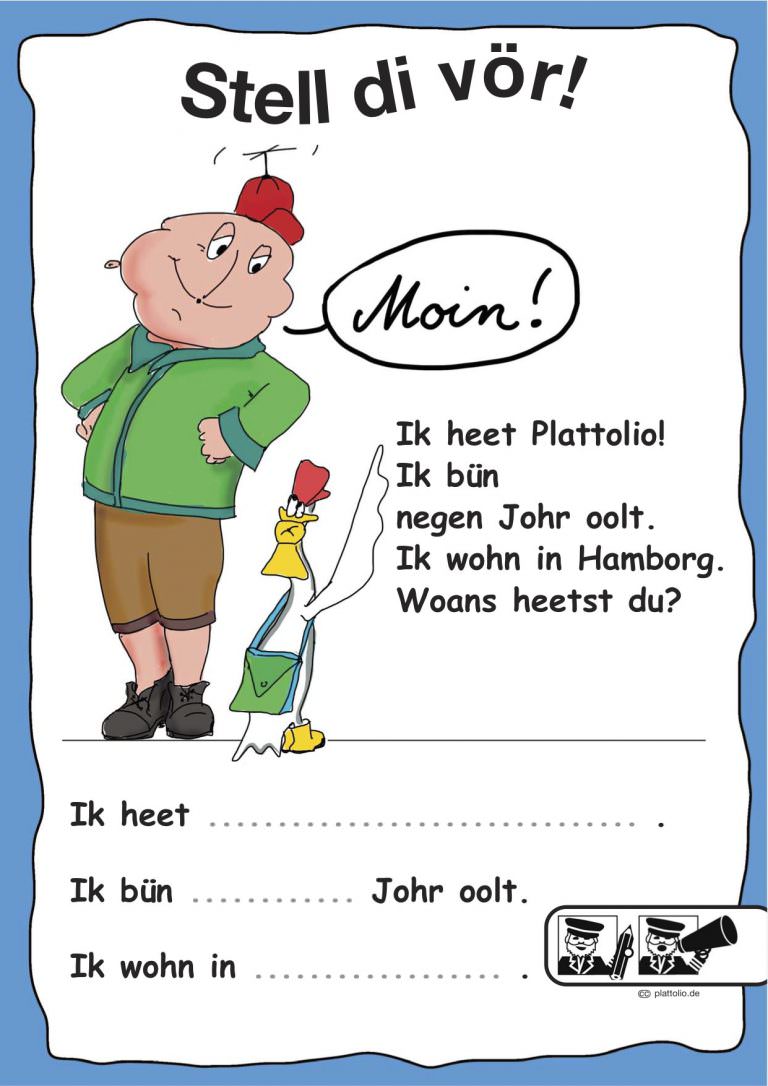 Stell di vör!
Moin!
Ik heet Plattolio!
Ik bün
negen Johr oolt.
Ik wohn in Hamborg.
Woans heetst du?
Ik heet ................................ .
Ik bün ............ Johr oolt.
Ik wohn in .................. .
cc plattolio.de